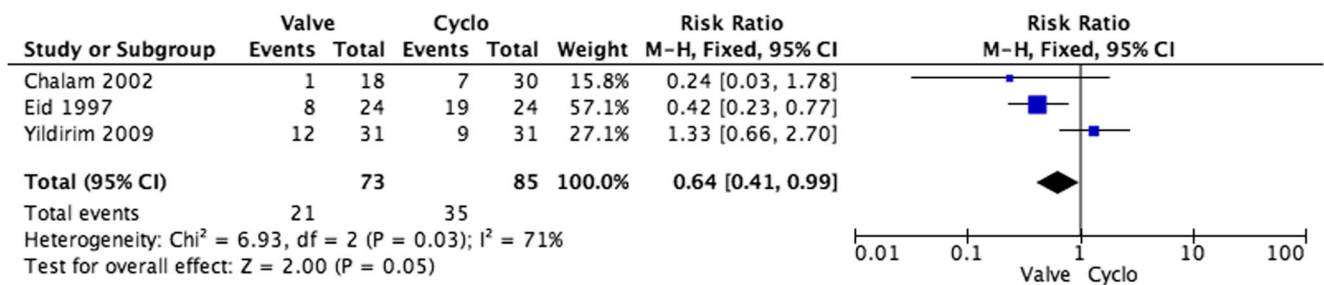 Valve Cyclo Risk Ratio Risk Ratio
Study or Subgroup Events Total Events Total Weight M-H, Fixed, 95% CI M-H, Fixed, 95% CI
Chalam 2002 1 18 7 30 15.8% 0.24 [0.03, 1.78]
Eid 1997 8 24 19 24 57.1% 0.42 [0.23, 0.77]
Yildirim 2009 12 31 9 31 27.1% 1.33 [0.66, 2.70]
Total (95% CI) 73 85 100.0% 0.64 [0.41, 0.99]
Total events 21 35
Heterogeneity: Chi² = 6.93, df = 2 (P = 0.03); I² = 71%
Test for overall effect: Z = 2.00 (P = 0.05)
0.01 0.1 1 10 100
Valve Cyclo